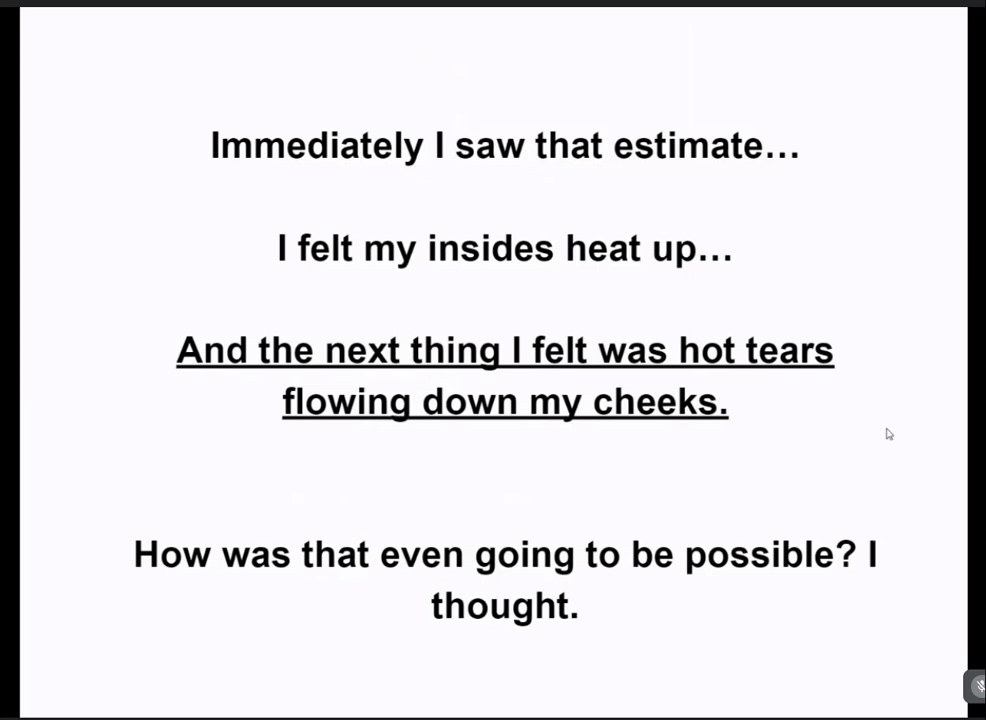 Immediately I saw that estimate…
I felt my insides heat up…
And the next thing I felt was hot tears
flowing down my cheeks.
How was that even going to be possible? I
thought.